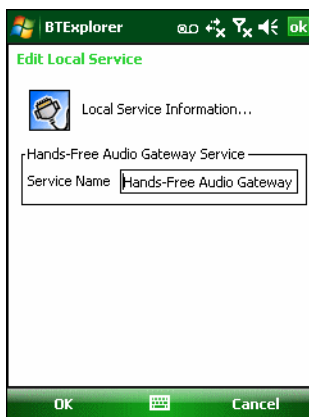 BTExplorer ok
Edit Local Service
Local Service Information...
Hands-Free Audio Gateway Service
Service Name Hands-Free Audio Gateway
OK Cancel